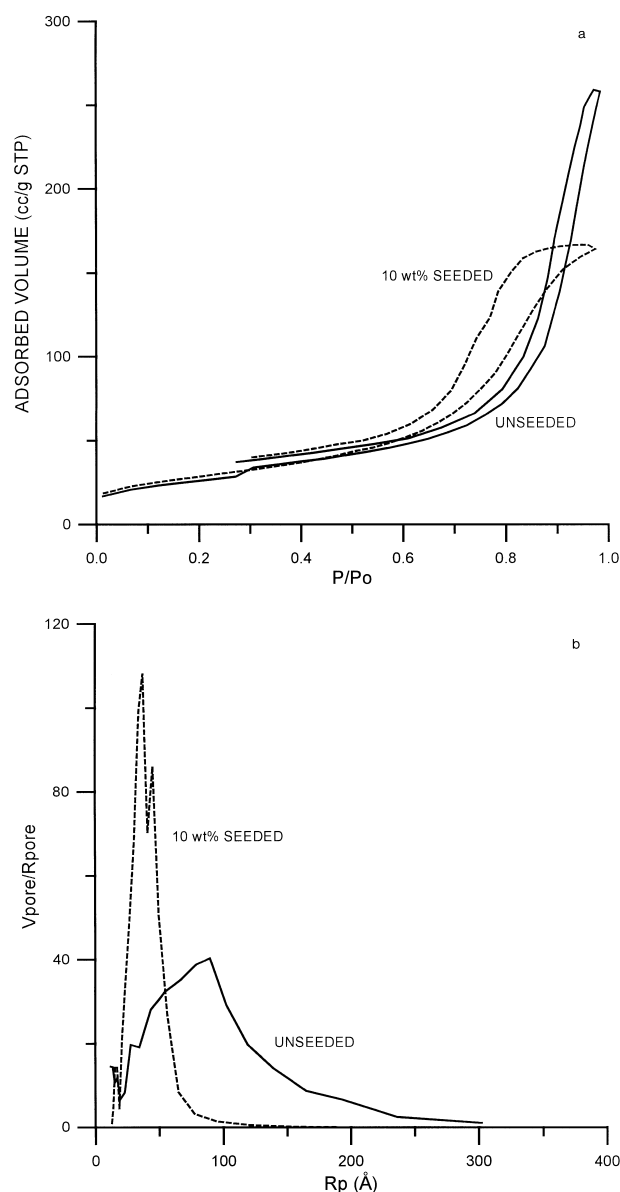 a
300
200
100
0
ADSORBED VOLUME (cc/g STP)
10 wt% SEEDED
UNSEEDED
0.0 0.2 0.4 0.6 0.8 1.0
P/Po
b
120
80
40
0
Vpore/Rpore
10 wt% SEEDED
UNSEEDED
0 100 200 300 400
Rp (Å)